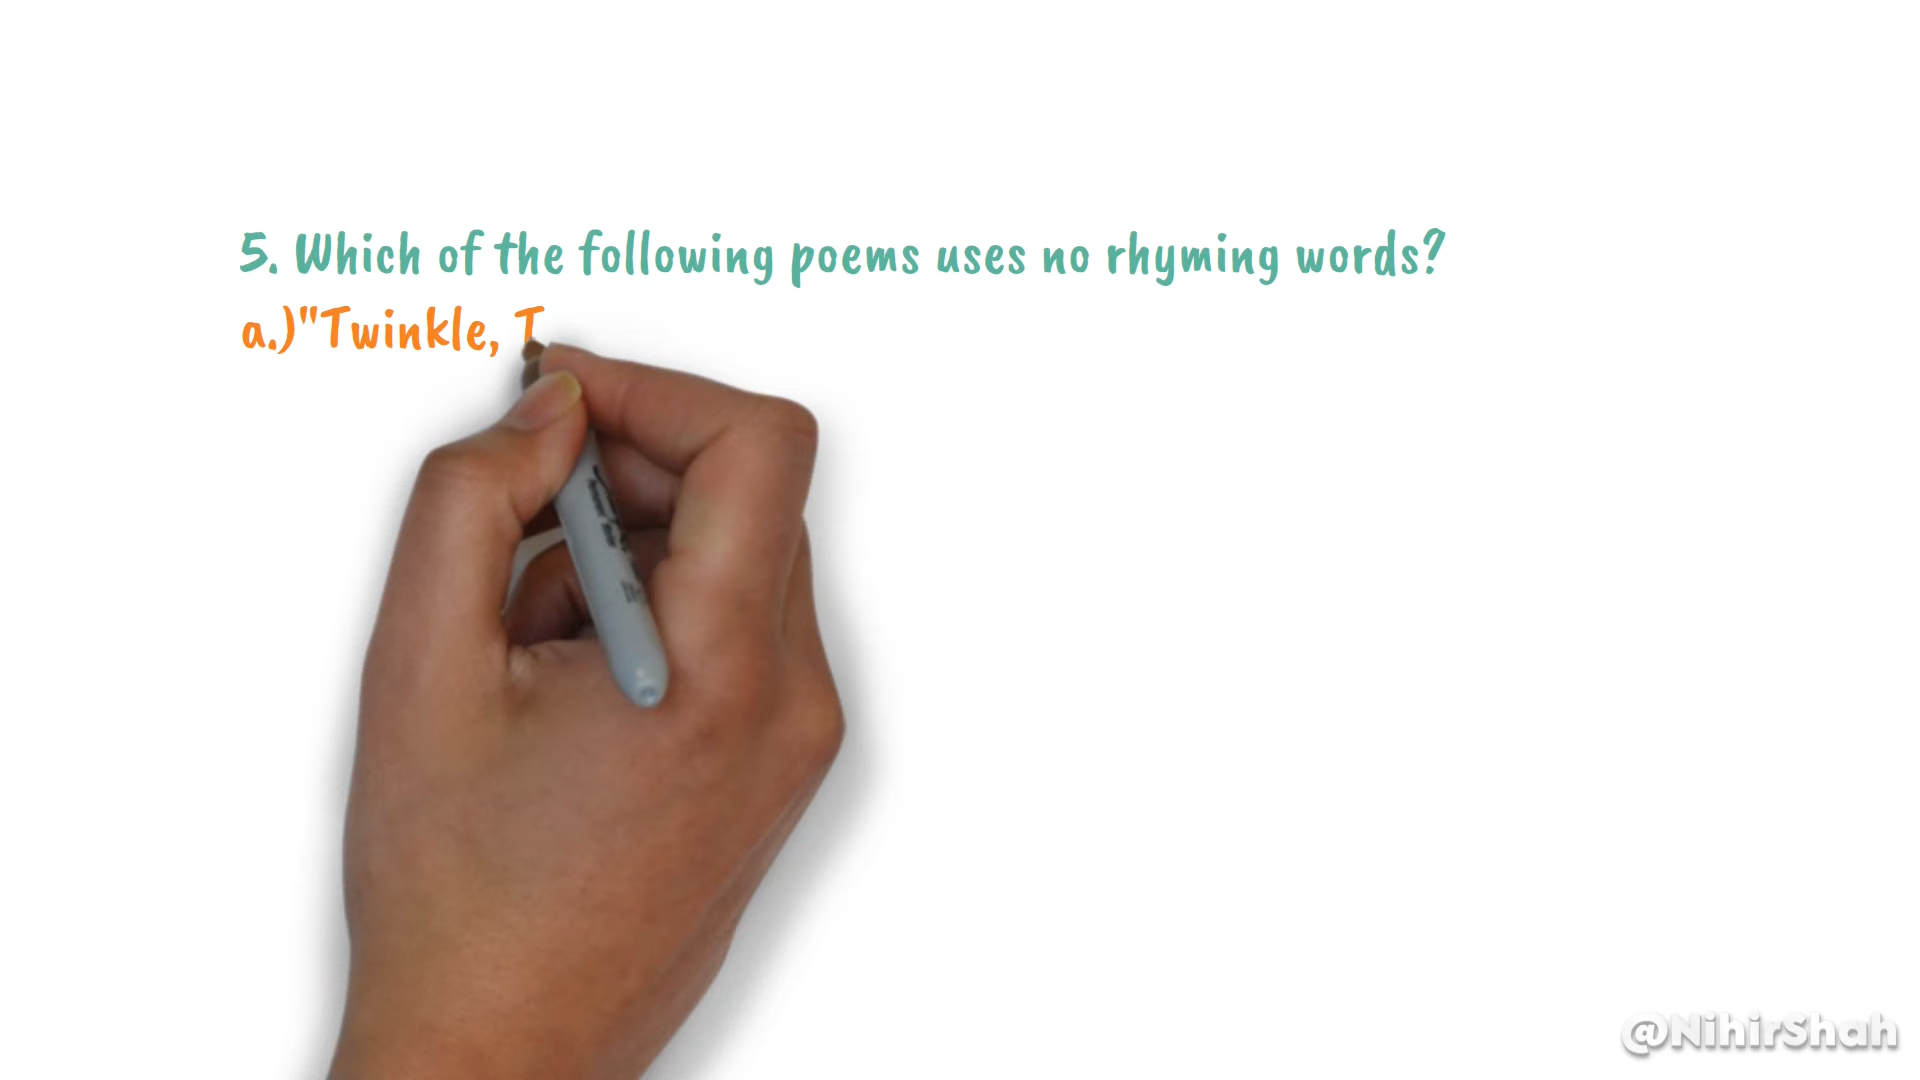 5. Which of the following poems uses no rhyming words?
a.)"Twinkle, T
@NihirShah